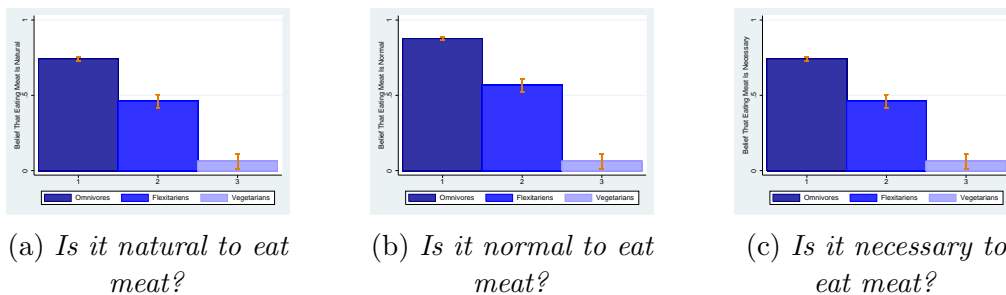 Belief That Eating Meat Is Natural
1
.5
0
1 2 3
Omnivores Flexitariens Vegetarians
(a) Is it natural to eat
meat?
Belief That Eating Meat Is Normal
1
.5
0
1 2 3
Omnivores Flexitariens Vegetarians
(b) Is it normal to eat
meat?
Belief That Eating Meat Is Necessary
1
.5
0
1 2 3
Omnivores Flexitariens Vegetarians
(c) Is it necessary to
eat meat?